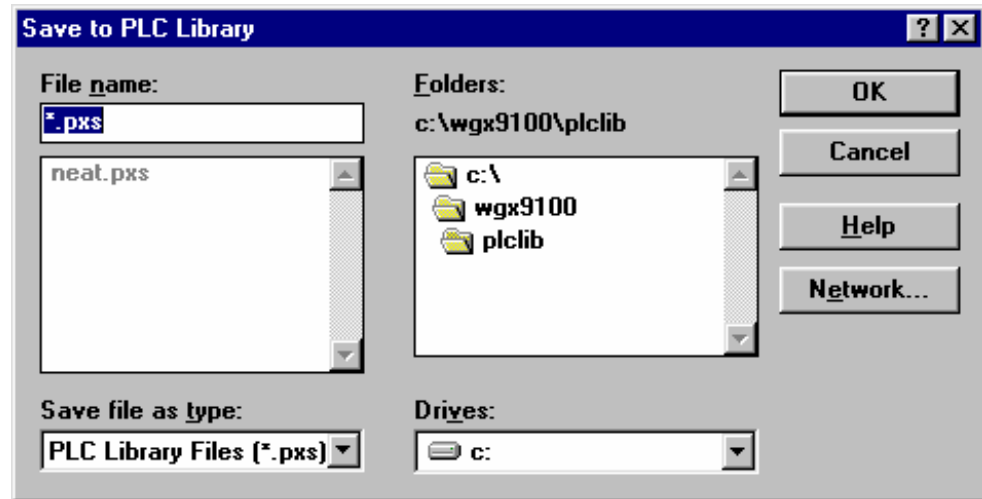 Save to PLC Library
File name:
*.pxs
neat.pxs
Save file as type:
PLC Library Files (*.pxs)
Folders:
c:\wgx9100\plclib
c:\
wgx9100
plclib
Drives:
c:
OK
Cancel
Help
Network...